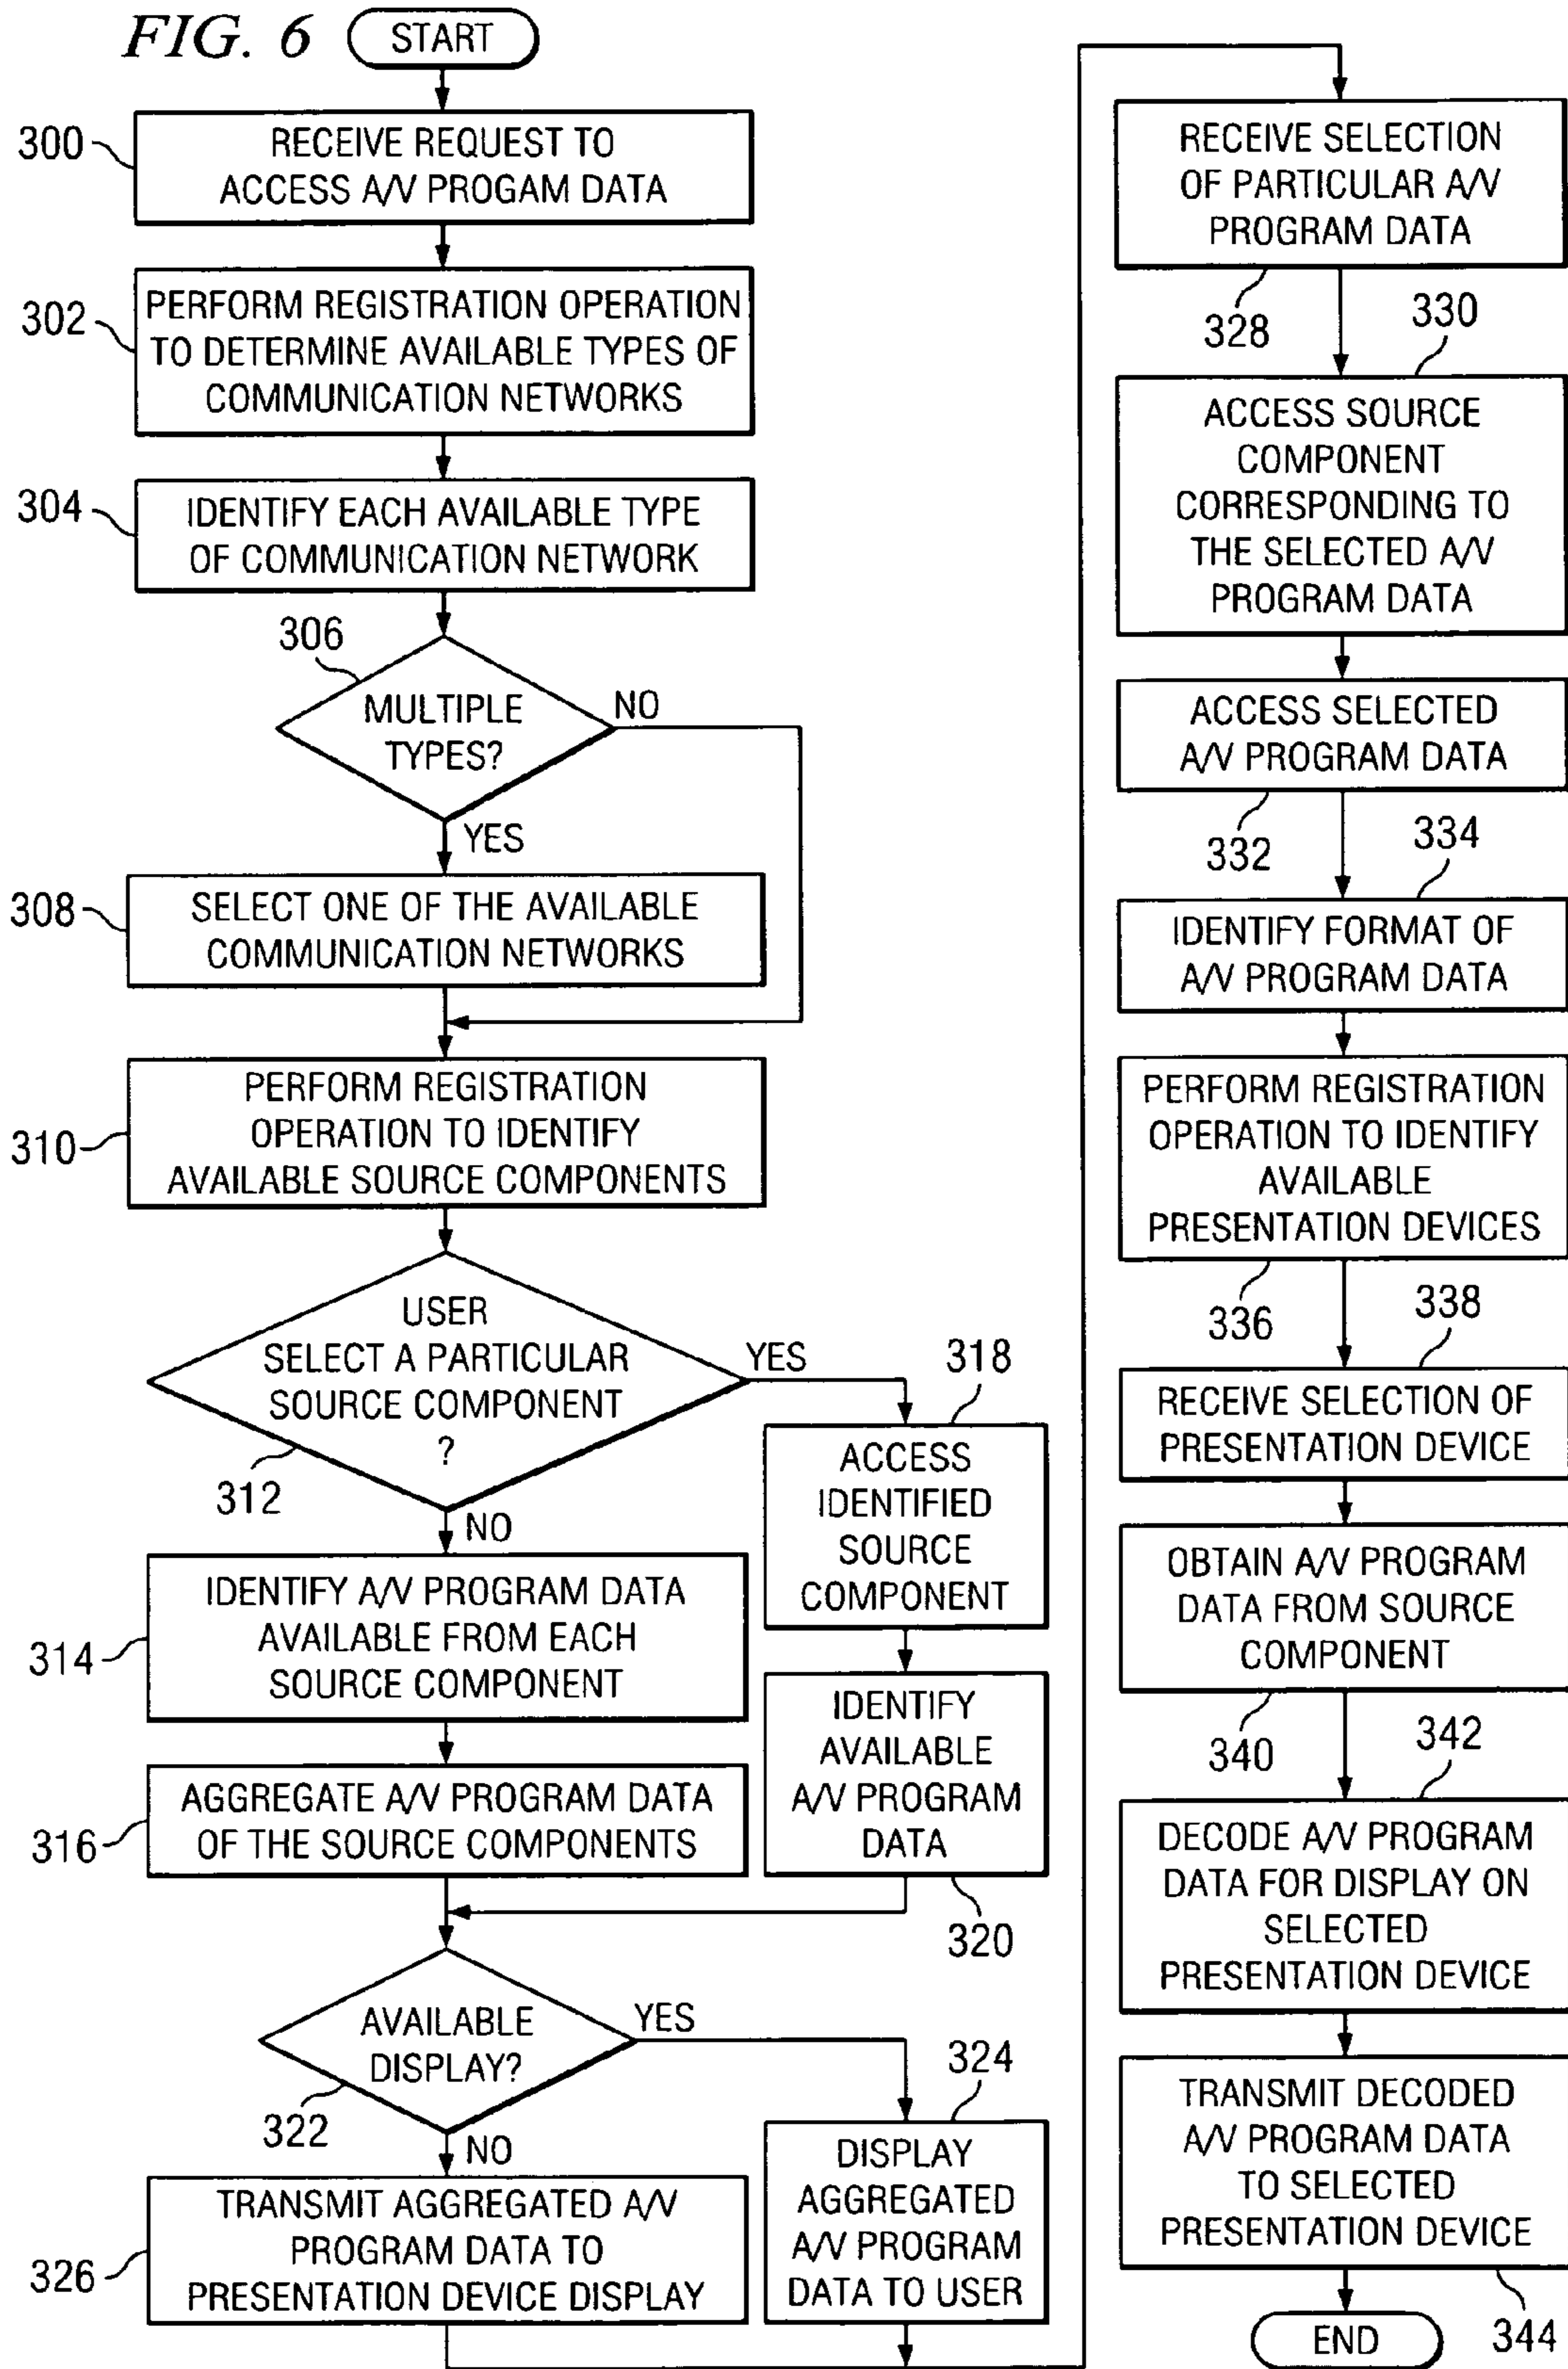 FIG. 6
START
300
RECEIVE REQUEST TO
ACCESS A/V PROGAM DATA
302
PERFORM REGISTRATION OPERATION
TO DETERMINE AVAILABLE TYPES OF
COMMUNICATION NETWORKS
304
IDENTIFY EACH AVAILABLE TYPE
OF COMMUNICATION NETWORK
306
MULTIPLE
TYPES?
NO
YES
308
SELECT ONE OF THE AVAILABLE
COMMUNICATION NETWORKS
310
PERFORM REGISTRATION
OPERATION TO IDENTIFY
AVAILABLE SOURCE COMPONENTS
USER
SELECT A PARTICULAR
SOURCE COMPONENT
?
312
YES
NO
318
ACCESS
IDENTIFIED
SOURCE
COMPONENT
314
IDENTIFY A/V PROGRAM DATA
AVAILABLE FROM EACH
SOURCE COMPONENT
316
AGGREGATE A/V PROGRAM DATA
OF THE SOURCE COMPONENTS
IDENTIFY
AVAILABLE
A/V PROGRAM
DATA
320
AVAILABLE
DISPLAY?
322
YES
NO
324
DISPLAY
AGGREGATED
A/V PROGRAM
DATA TO USER
326
TRANSMIT AGGREGATED A/V
PROGRAM DATA TO
PRESENTATION DEVICE DISPLAY
RECEIVE SELECTION
OF PARTICULAR A/V
PROGRAM DATA
328
330
ACCESS SOURCE
COMPONENT
CORRESPONDING TO
THE SELECTED A/V
PROGRAM DATA
ACCESS SELECTED
A/V PROGRAM DATA
332
334
IDENTIFY FORMAT OF
A/V PROGRAM DATA
PERFORM REGISTRATION
OPERATION TO IDENTIFY
AVAILABLE
PRESENTATION DEVICES
336
338
RECEIVE SELECTION OF
PRESENTATION DEVICE
OBTAIN A/V PROGRAM
DATA FROM SOURCE
COMPONENT
340
342
DECODE A/V PROGRAM
DATA FOR DISPLAY ON
SELECTED
PRESENTATION DEVICE
TRANSMIT DECODED
A/V PROGRAM DATA
TO SELECTED
PRESENTATION DEVICE
344
END